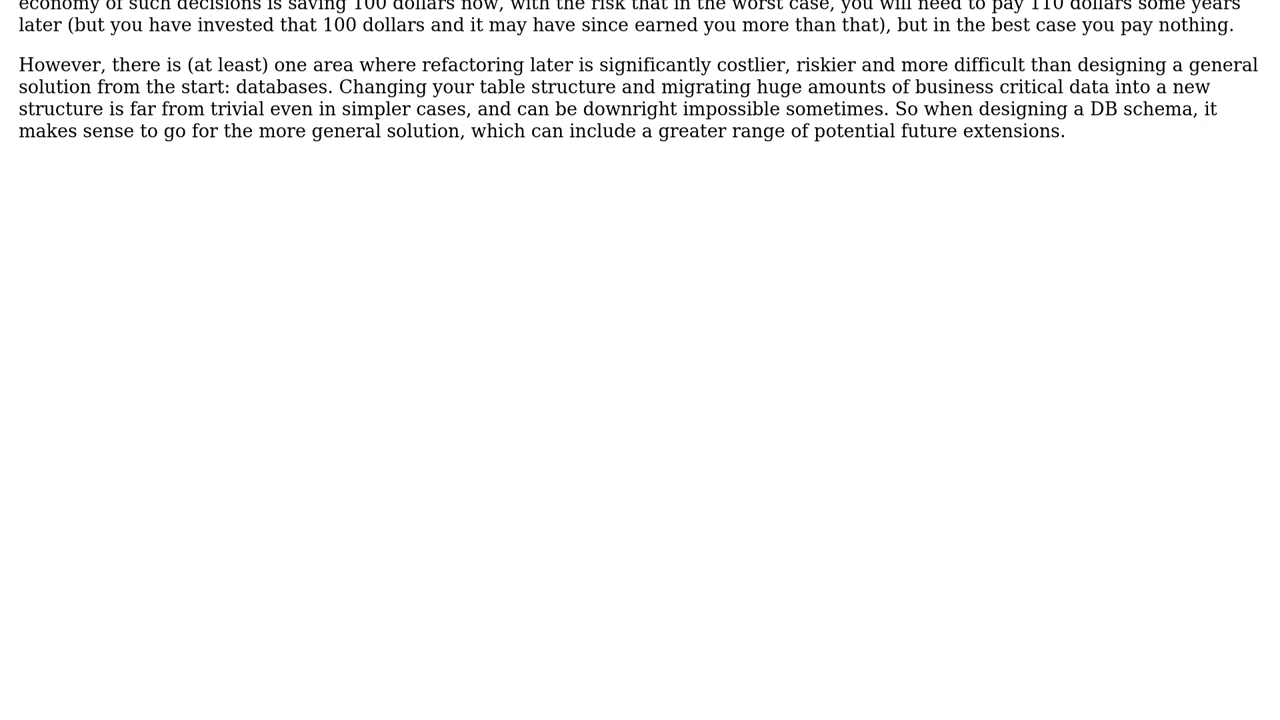 economy of such decisions is saving 100 dollars now, with the risk that in the worst case, you will need to pay 110 dollars some years
later (but you have invested that 100 dollars and it may have since earned you more than that), but in the best case you pay nothing.
However, there is (at least) one area where refactoring later is significantly costlier, riskier and more difficult than designing a general
solution from the start: databases. Changing your table structure and migrating huge amounts of business critical data into a new
structure is far from trivial even in simpler cases, and can be downright impossible sometimes. So when designing a DB schema, it
makes sense to go for the more general solution, which can include a greater range of potential future extensions.